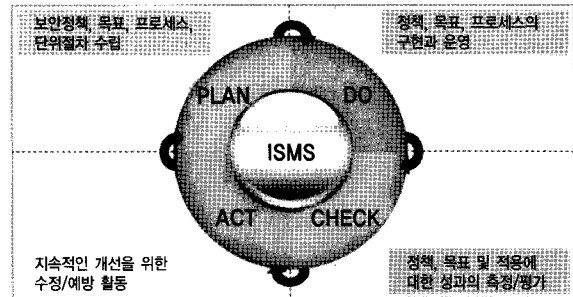 보안정책, 목표, 프로세스,
단위절차 수립
정책, 목표, 프로세스의
구현과 운영
PLAN
DO
ISMS
ACT
CHECK
지속적인 개선을 위한
수정/예방 활동
정책, 목표 및 적용에
대한 성과의 측정/평가